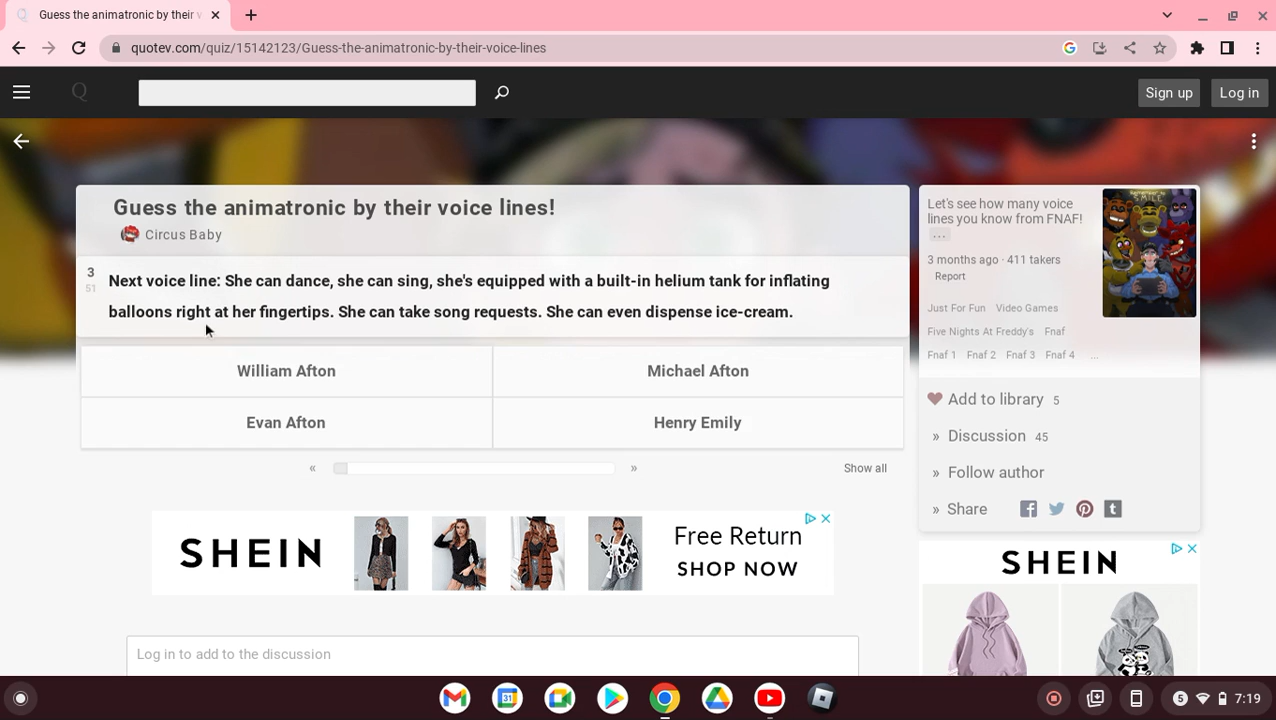 Guess the animatronic by their v
quotev.com/quiz/15142123/Guess-the-animatronic-by-their-voice-lines
Q
Sign up
Log in
Guess the animatronic by their voice lines!
Circus Baby
3
51
Next voice line: She can dance, she can sing, she's equipped with a built-in helium tank for inflating
balloons right at her fingertips. She can take song requests. She can even dispense ice-cream.
William Afton
Michael Afton
Evan Afton
Henry Emily
«
»
Show all
Let's see how many voice
lines you know from FNAF!
...
3 months ago · 411 takers
Report
Just For Fun Video Games
Five Nights At Freddy's Fnaf
Fnaf 1 Fnaf 2 Fnaf 3 Fnaf 4 ...
Add to library 5
» Discussion 45
» Follow author
» Share
SHEIN
Free Return
SHOP NOW
SHEIN
Log in to add to the discussion
31
5
7:19